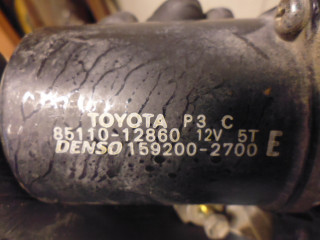 TOYOTA P3 C
85110-12860 12V 5T
DENSO 159200-2700 E